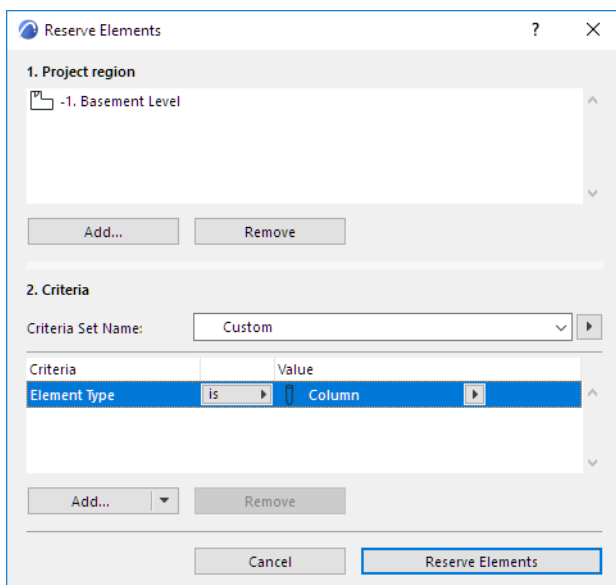 Reserve Elements ?
1. Project region
-1. Basement Level
Add... Remove
2. Criteria
Criteria Set Name: Custom
Criteria Value
Element Type is Column
Add... Remove
Cancel Reserve Elements